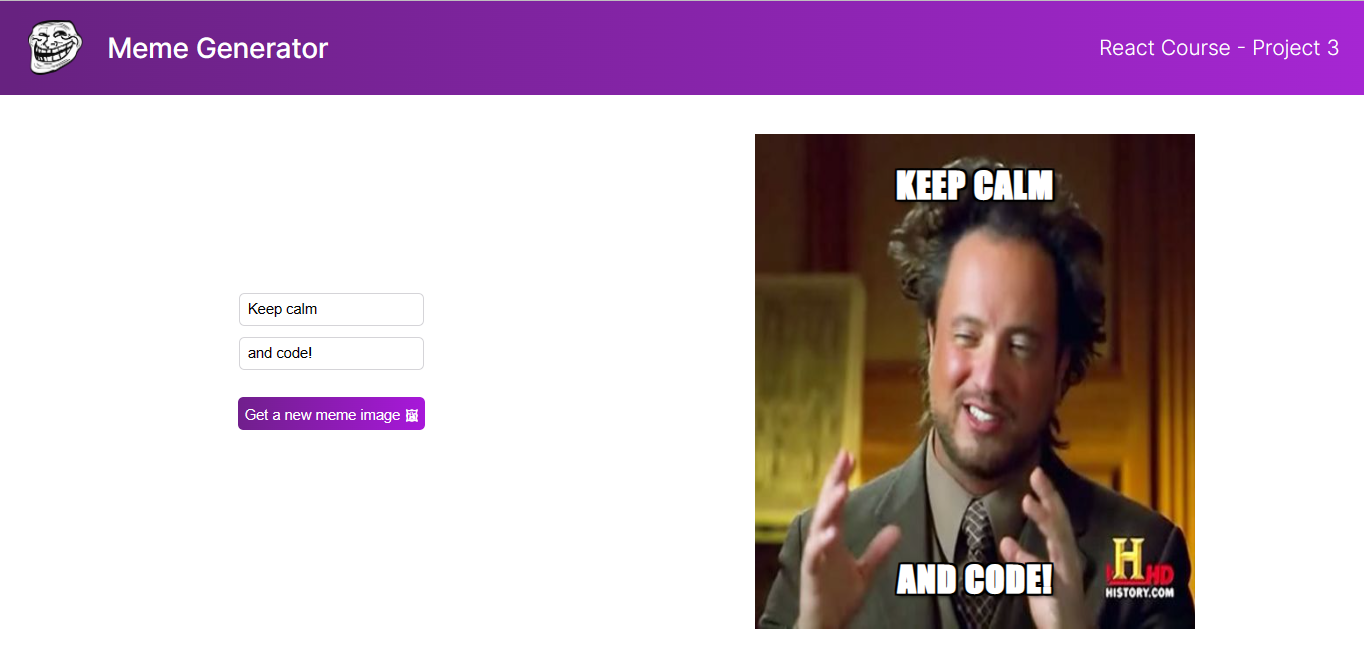 Meme Generator
React Course - Project 3
Keep calm
and code!
Get a new meme image 🖼
KEEP CALM
AND CODE!
H HD
HISTORY.COM